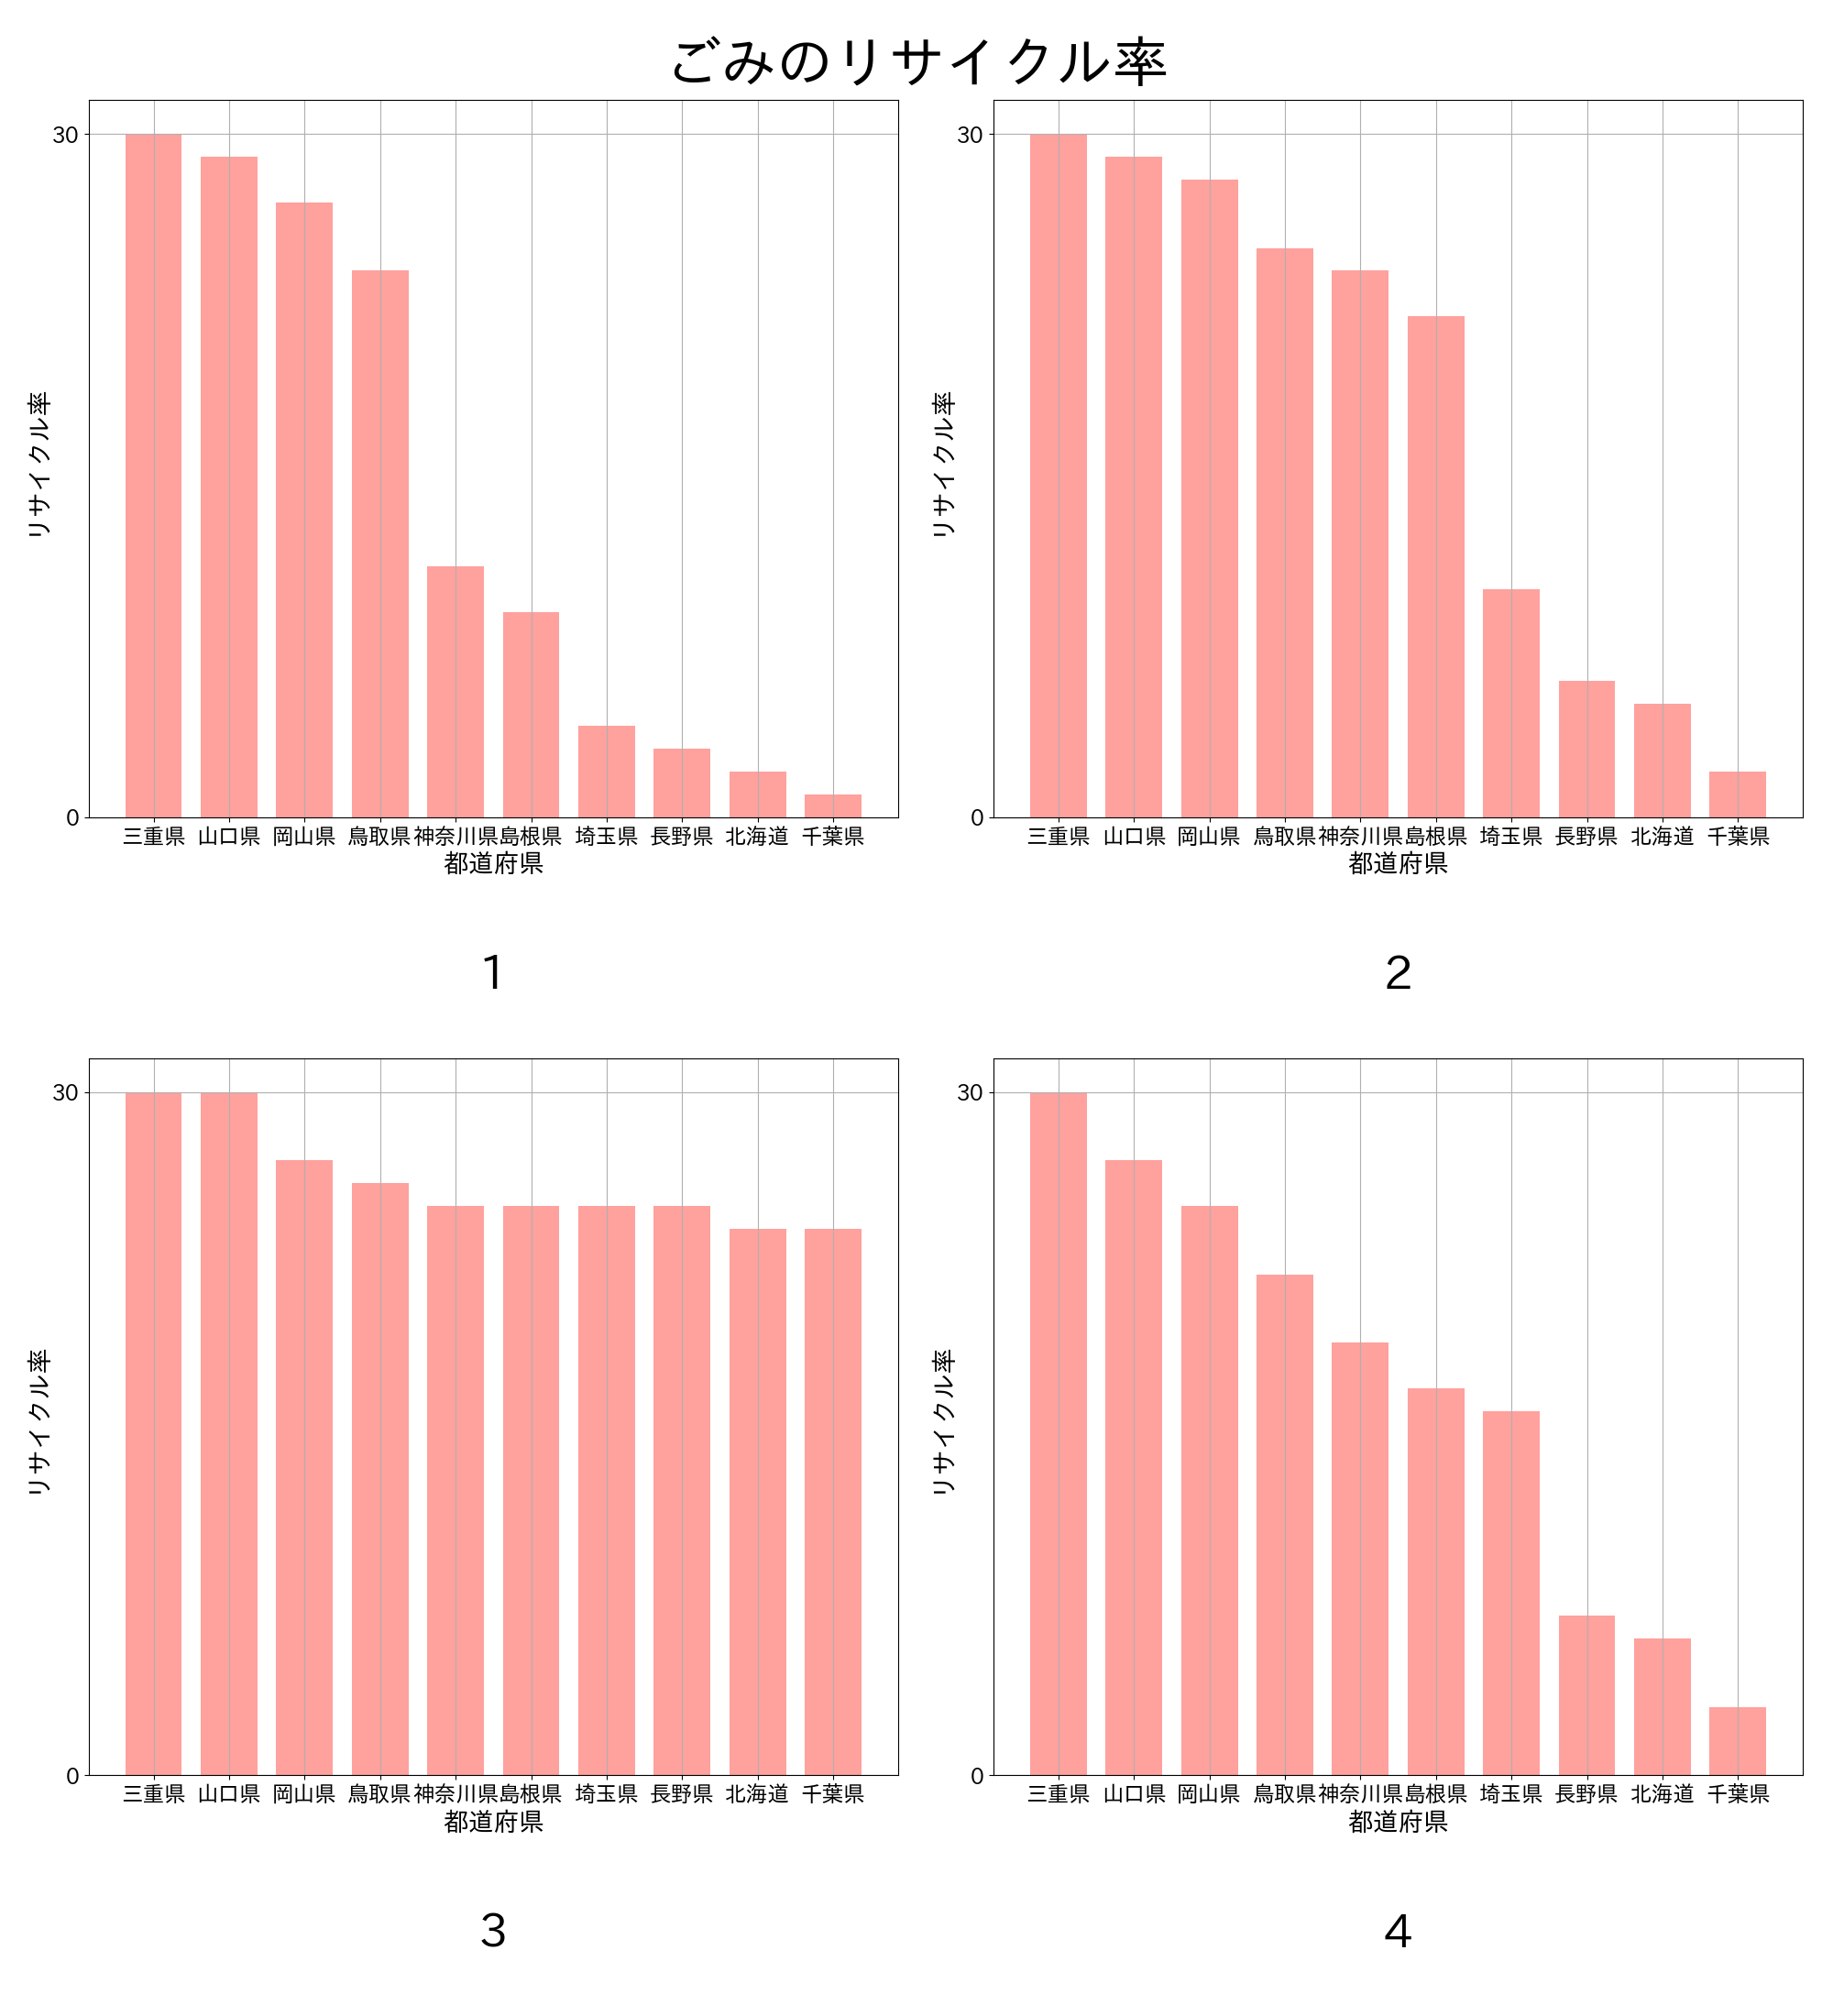 ごみのリサイクル率
30
0
リサイクル率
三重県 山口県 岡山県 鳥取県 神奈川県 島根県 埼玉県 長野県 北海道 千葉県
都道府県
1
30
0
リサイクル率
三重県 山口県 岡山県 鳥取県 神奈川県 島根県 埼玉県 長野県 北海道 千葉県
都道府県
2
30
0
リサイクル率
三重県 山口県 岡山県 鳥取県 神奈川県 島根県 埼玉県 長野県 北海道 千葉県
都道府県
3
30
0
リサイクル率
三重県 山口県 岡山県 鳥取県 神奈川県 島根県 埼玉県 長野県 北海道 千葉県
都道府県
4